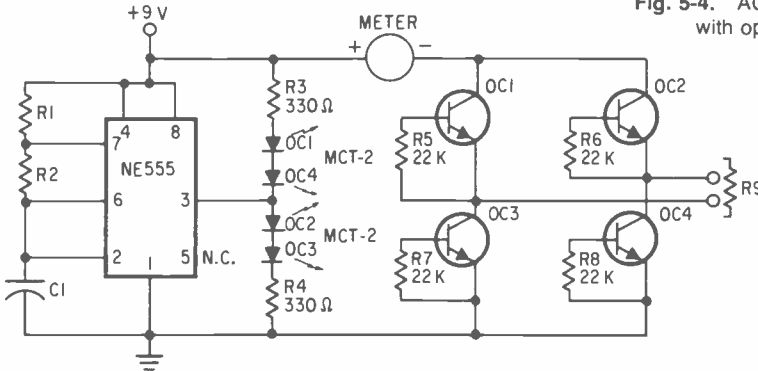 Fig. 5-4. AC
with op
+9 V
METER
+ -
R1
R2
4 8
7
NE555
6
3
2
1
5 N.C.
C1
R3
330 Ω
OC1
OC4
MCT-2
OC2
OC3
MCT-2
R4
330 Ω
OC1
R5
22 K
OC2
R6
22 K
OC3
R7
22 K
OC4
R8
22 K
R9